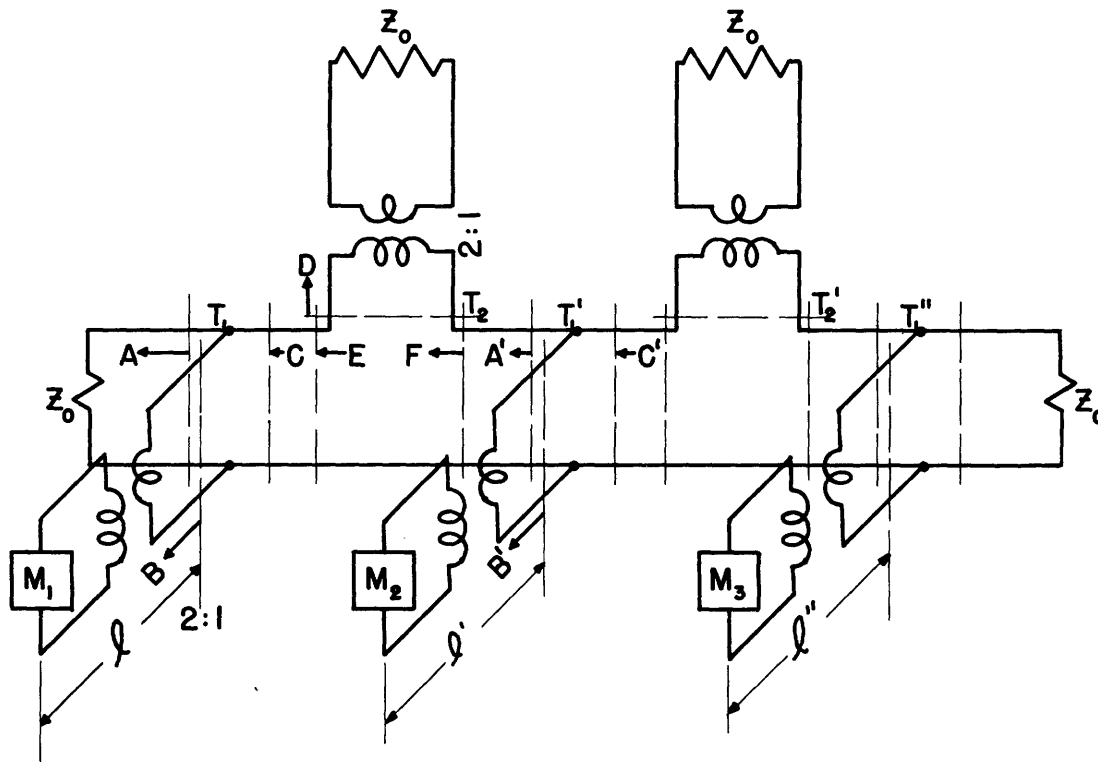 Z₀ Z₀
2:1
D
T₁ T₂ T₁' T₂' T₁"
A C E F A' C'
Z₀ Z₀
M₁ B M₂ B' M₃
2:1
l l' l"